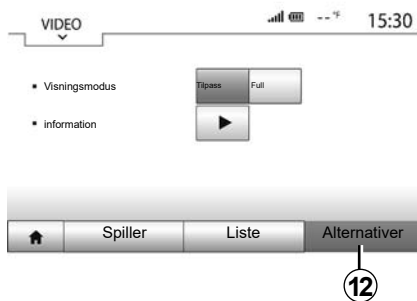 VIDEO
--°F
15:30
▪ Visningsmodus
Tilpass Full
▪ information
Spiller Liste Alternativer
12